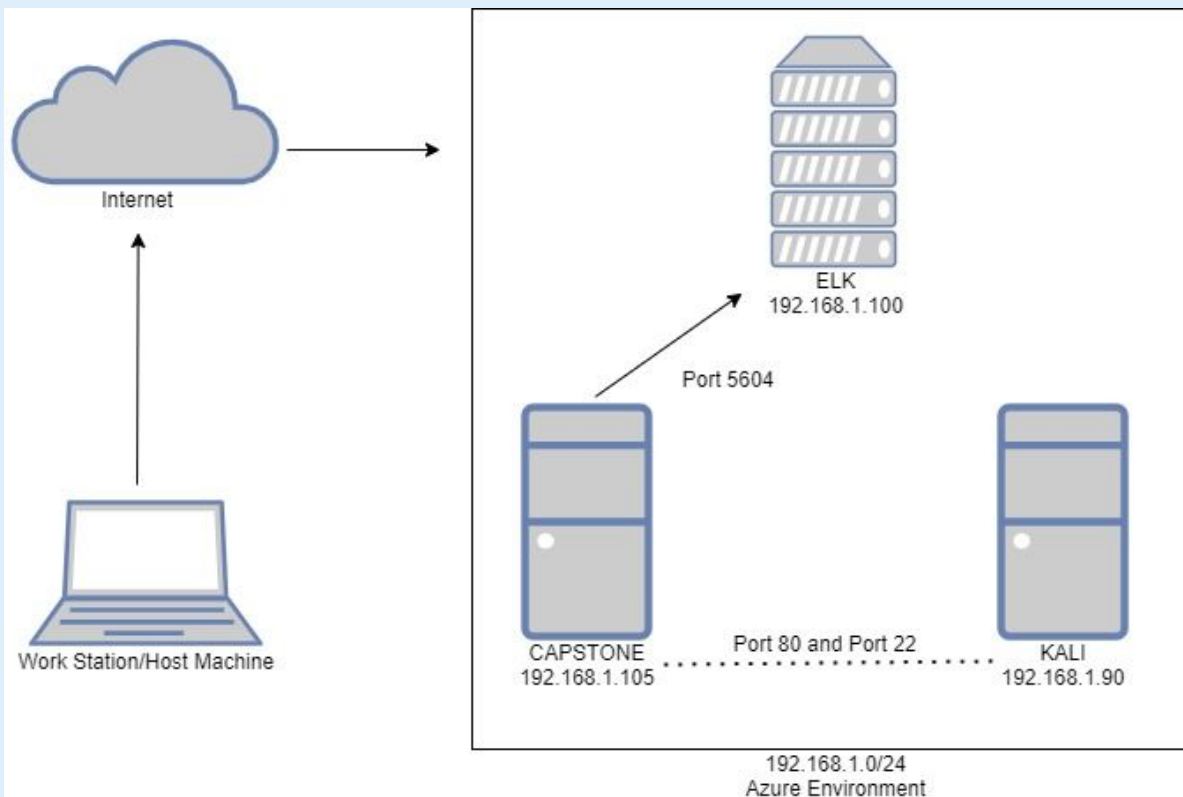 Internet
ELK
192.168.1.100
Port 5604
Work Station/Host Machine
CAPSTONE
192.168.1.105
Port 80 and Port 22
KALI
192.168.1.90
192.168.1.0/24
Azure Environment